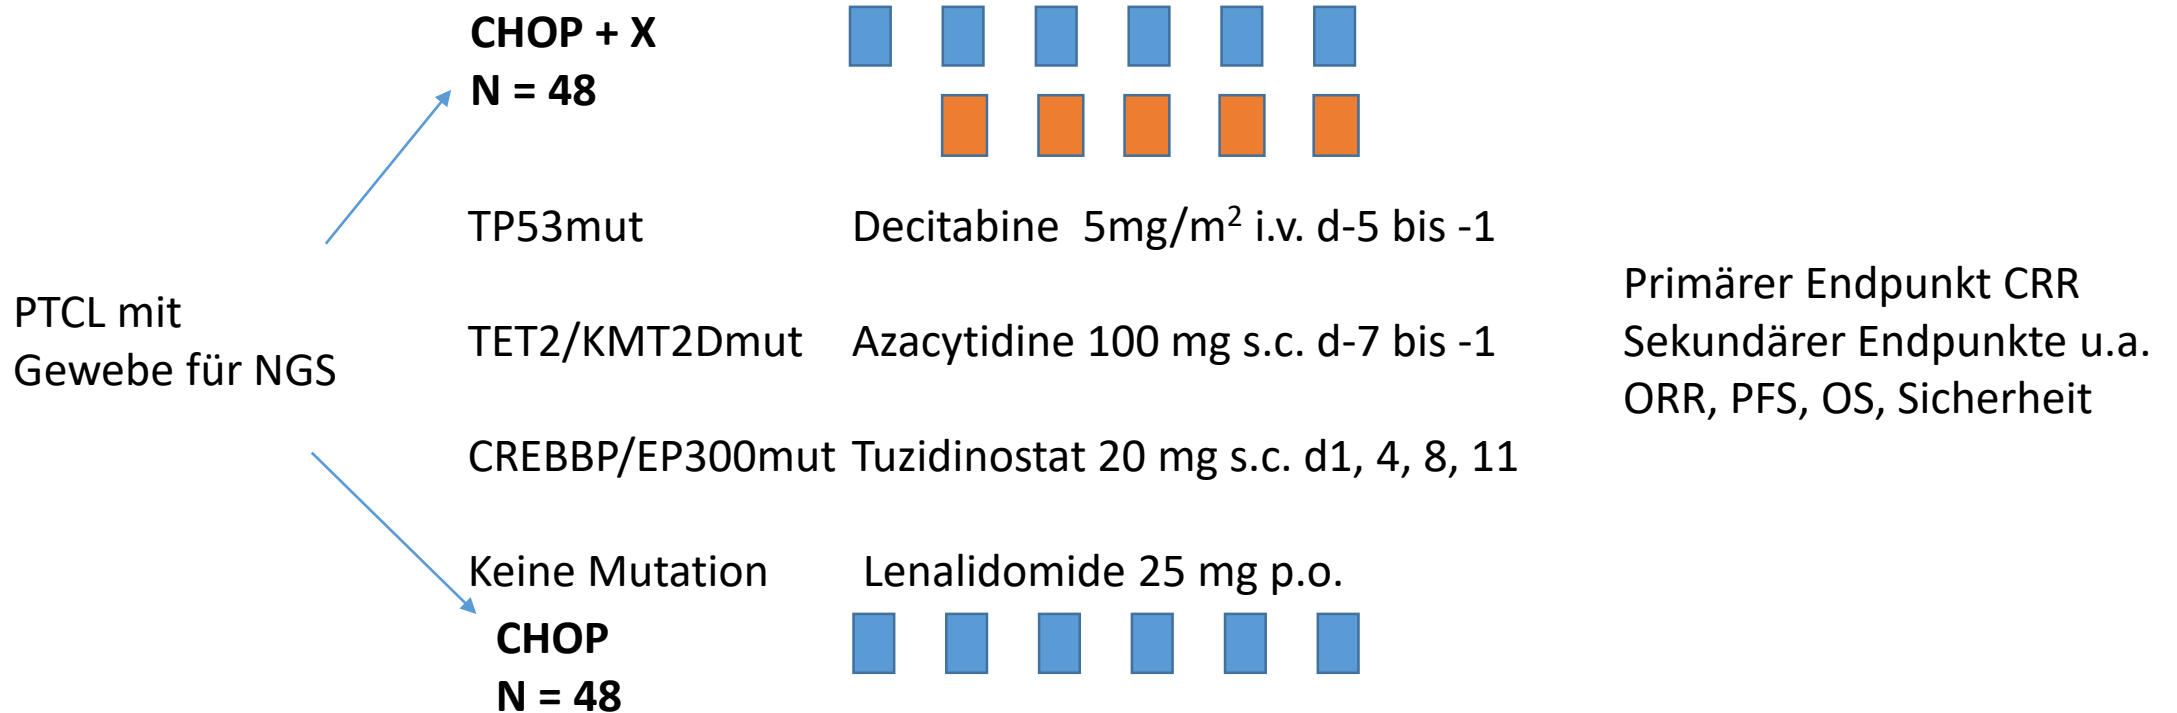 CHOP + X
N = 48
PTCL mit
Gewebe für NGS
TP53mut Decitabine 5mg/m² i.v. d-5 bis -1
TET2/KMT2Dmut Azacytidine 100 mg s.c. d-7 bis -1
CREBBP/EP300mut Tuzidinostat 20 mg s.c. d1, 4, 8, 11
Keine Mutation Lenalidomide 25 mg p.o.
CHOP
N = 48
Primärer Endpunkt CRR
Sekundärer Endpunkte u.a.
ORR, PFS, OS, Sicherheit